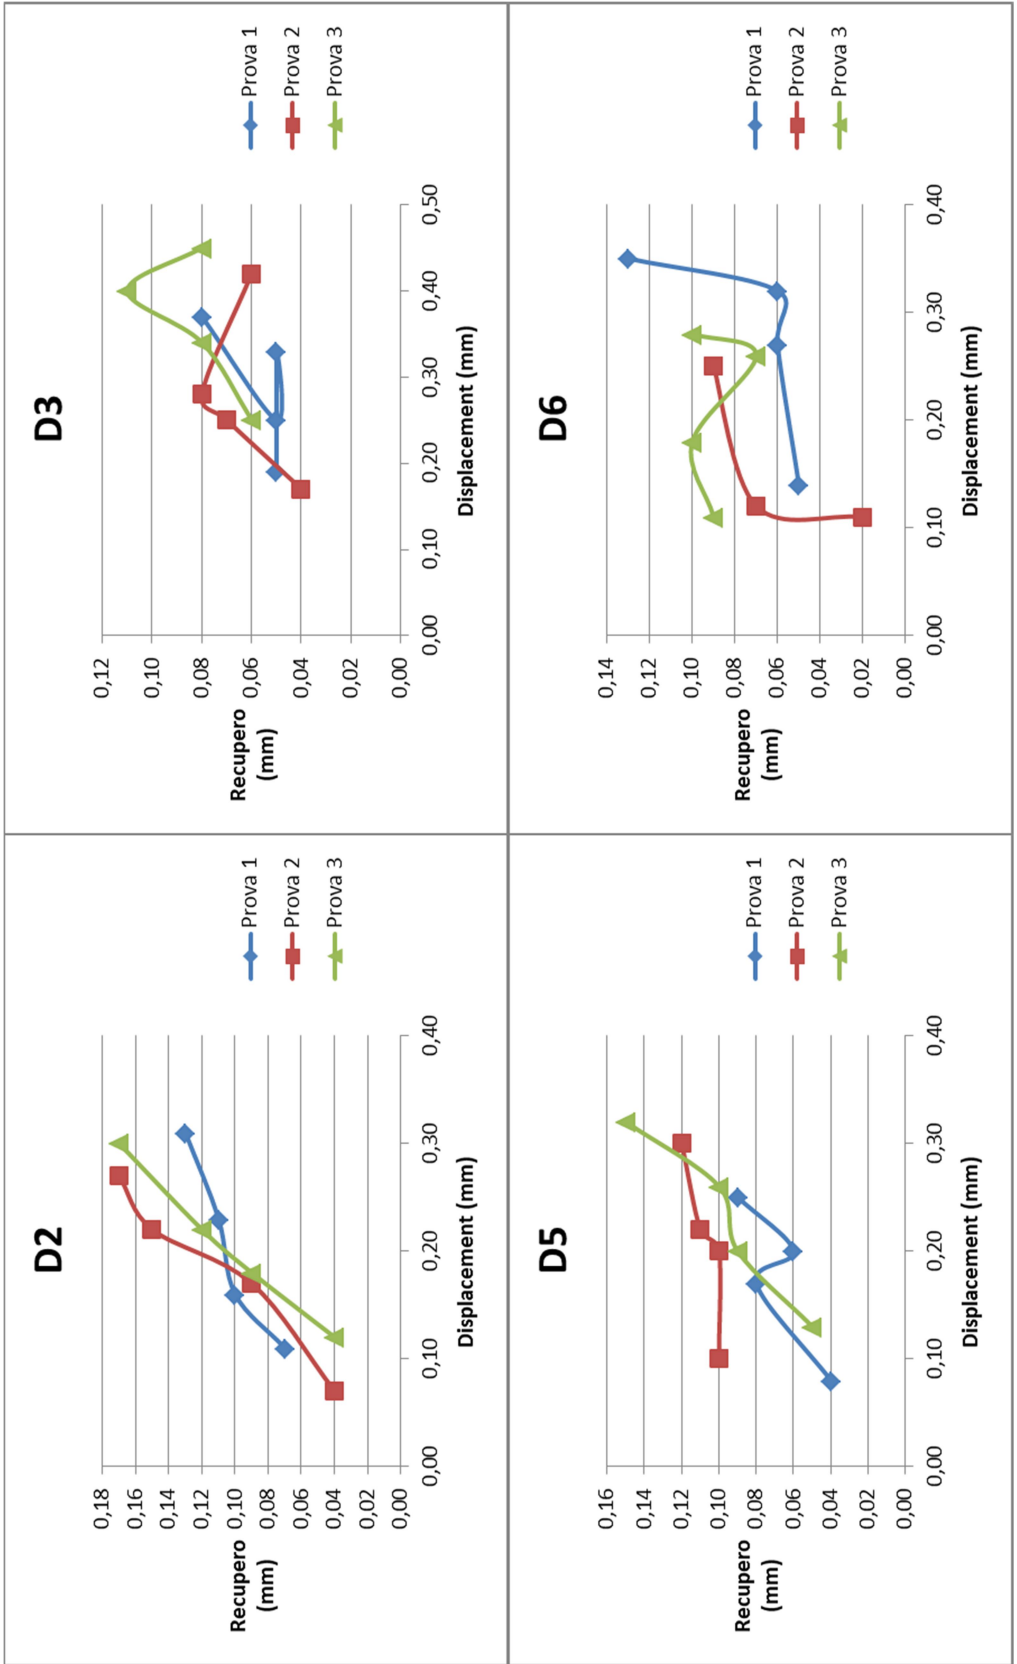 D2
0,18
0,16
0,14
0,12
0,10
0,08
0,06
0,04
0,02
0,00
Recupero
(mm)
0,00 0,10 0,20 0,30 0,40
Displacement (mm)
Prova 1
Prova 2
Prova 3
D3
0,12
0,10
0,08
0,06
0,04
0,02
0,00
Recupero
(mm)
0,00 0,10 0,20 0,30 0,40 0,50
Displacement (mm)
Prova 1
Prova 2
Prova 3
D5
0,16
0,14
0,12
0,10
0,08
0,06
0,04
0,02
0,00
Recupero
(mm)
0,00 0,10 0,20 0,30 0,40
Displacement (mm)
Prova 1
Prova 2
Prova 3
D6
0,14
0,12
0,10
0,08
0,06
0,04
0,02
0,00
Recupero
(mm)
0,00 0,10 0,20 0,30 0,40
Displacement (mm)
Prova 1
Prova 2
Prova 3